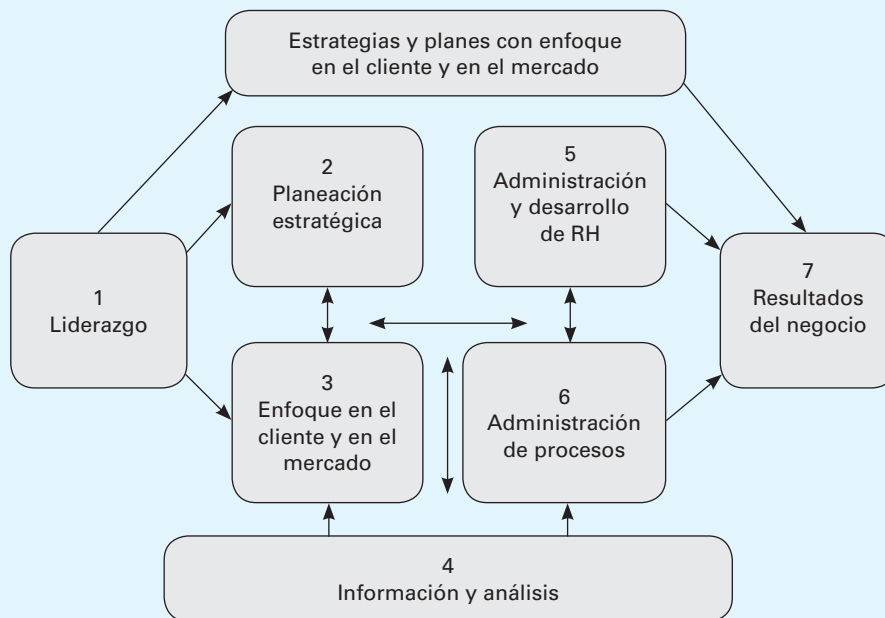 Estrategias y planes con enfoque
en el cliente y en el mercado
2
Planeación
estratégica
5
Administración
y desarrollo
de RH
1
Liderazgo
7
Resultados
del negocio
3
Enfoque en el
cliente y en el
mercado
6
Administración
de procesos
4
Información y análisis